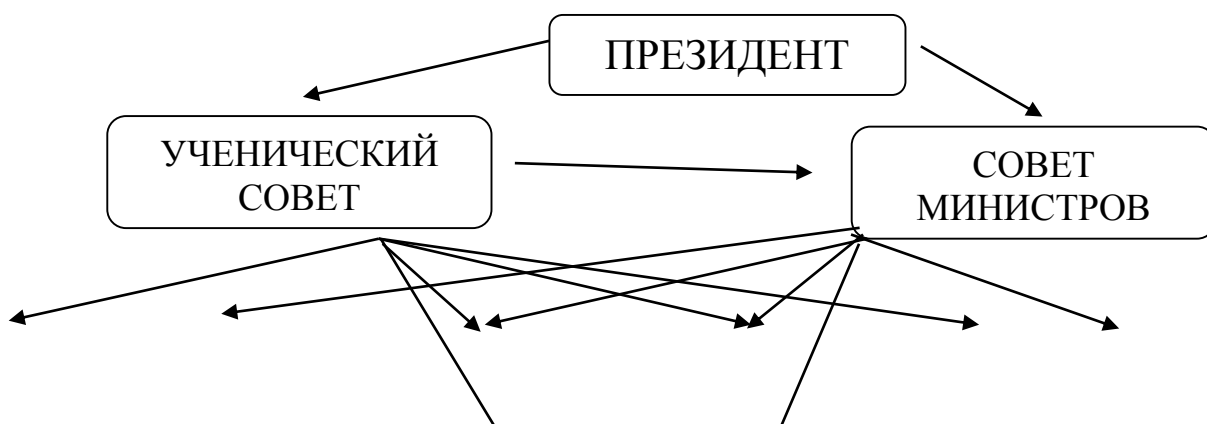 ПРЕЗИДЕНТ
УЧЕНИЧЕСКИЙ
СОВЕТ
СОВЕТ
МИНИСТРОВ